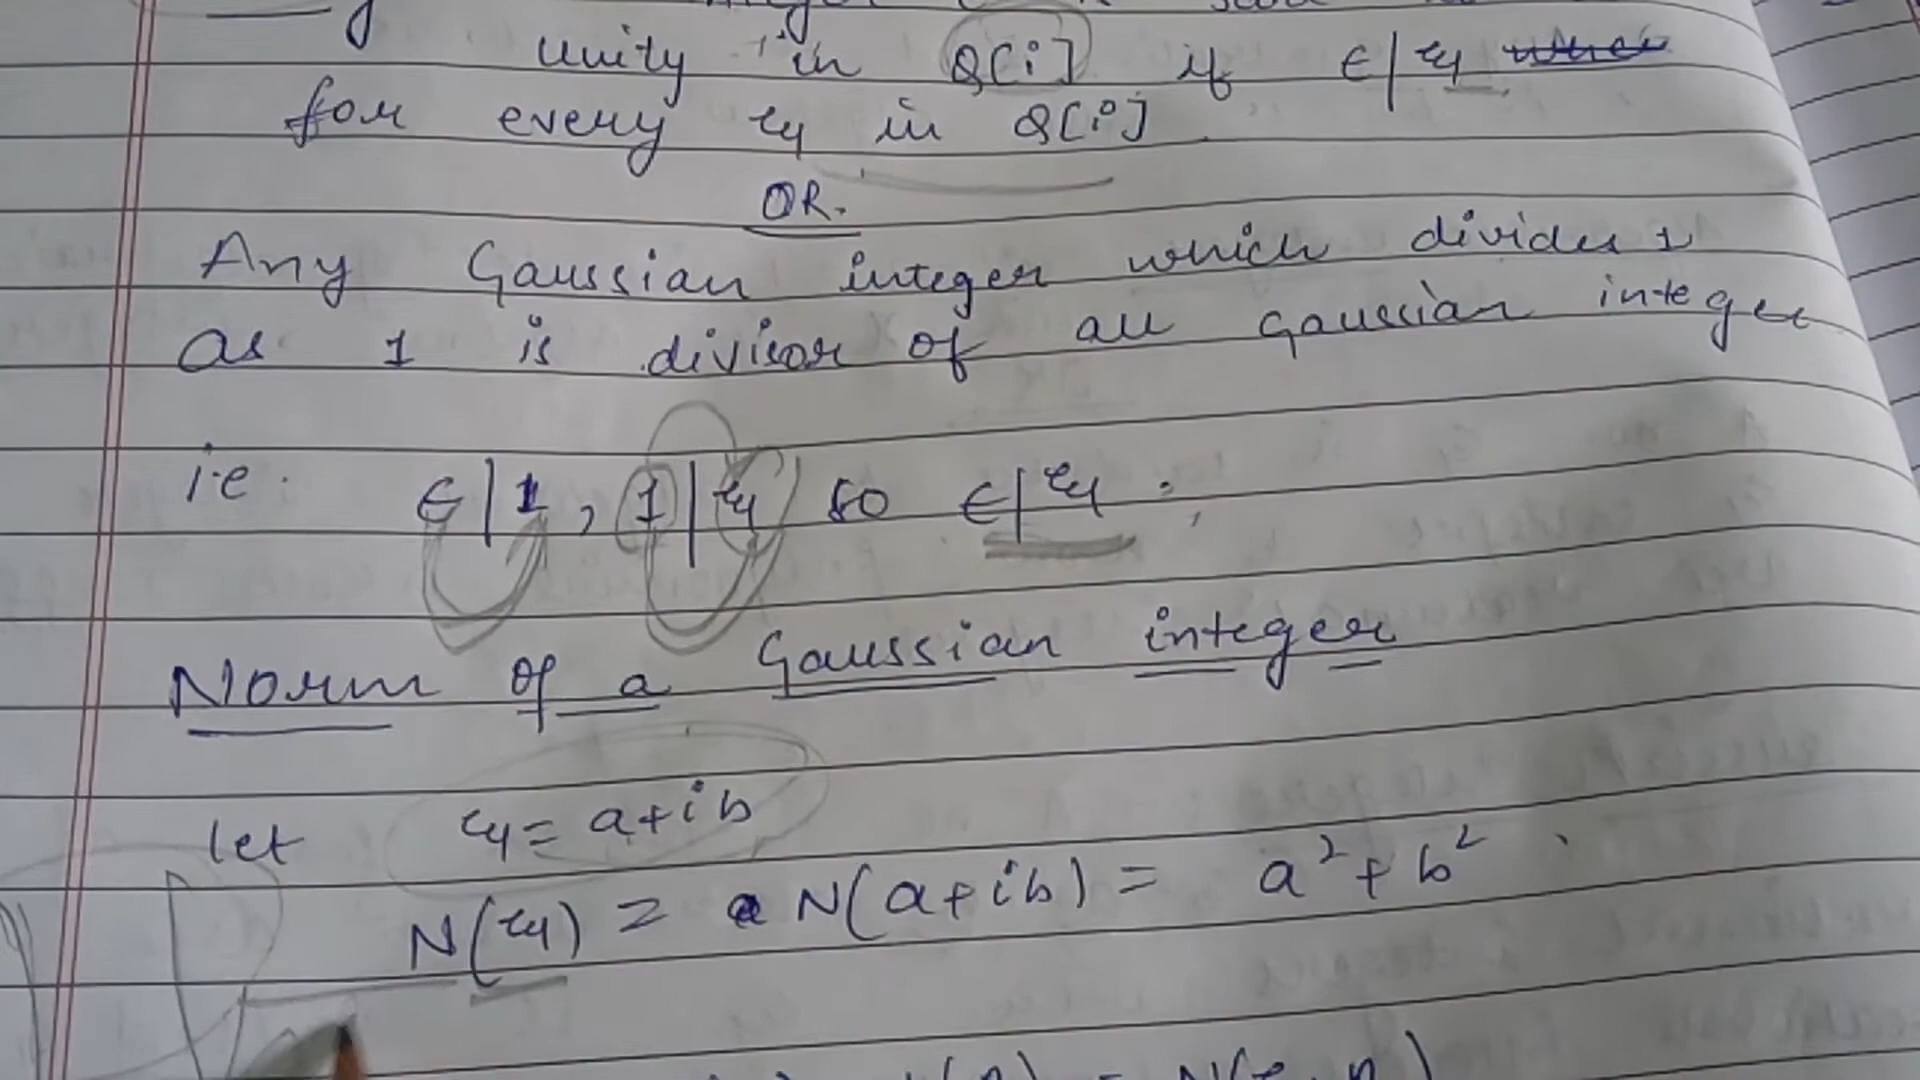 unity in Q[i] if ϵ|ξ
for every ξ in Q[i]
OR.
Any Gaussian integer which divides 1
as 1 is divisor of all Gaussian integer
i.e. ϵ|1, 1|ξ so ϵ|ξ.
Norm of a Gaussian integer
let ξ = a+ib
N(ξ) = N(a+ib) = a²+b²